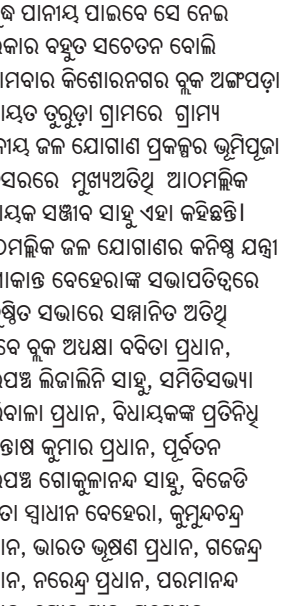 ଦ୍ଧ ପାନୀୟ ପାଇବେ ସେ ନେଇ
କାର ବହୁତ ସଚେତନ ବୋଲି
ାମବାର କିଶୋରନଗର ବ୍ଲକ ଅଙ୍ଗପଡ଼ା
ାୟତ ତୁରୁଡ଼ା ଗ୍ରାମରେ ଗ୍ରାମ୍ୟ
ନୀୟ ଜଳ ଯୋଗାଣ ପ୍ରକଳ୍ପର ଭୂମିପୂଜା
ସରରେ ମୁଖ୍ୟଅତିଥି ଆଠମଲ୍ଲିକ
ାୟକ ସଞ୍ଜୀବ ସାହୁ ଏହା କହିଛନ୍ତି।
ଠମଲ୍ଲିକ ଜଳ ଯୋଗାଣର କନିଷ୍ଠ ଯନ୍ତ୍ରୀ
ାକାନ୍ତ ବେହେରାଙ୍କ ସଭାପତିତ୍ୱରେ
ୁଷ୍ଠିତ ସଭାରେ ସମ୍ମାନିତ ଅତିଥି
ବେ ବ୍ଲକ ଅଧକ୍ଷା ବବିତା ପ୍ରଧାନ,
ପଞ୍ଚ ଲିଜାଲିନି ସାହୁ, ସମିତିସଭ୍ୟା
ିବାଳା ପ୍ରଧାନ, ବିଧାୟକଙ୍କ ପ୍ରତିନିଧି
ନ୍ତୋଷ କୁମାର ପ୍ରଧାନ, ପୂର୍ବତନ
ପଞ୍ଚ ଗୋକୁଳାନନ୍ଦ ସାହୁ, ବିଜେଡି
ତା ସ୍ୱାଧୀନ ବେହେରା, କୁମୁନ୍ଦଚନ୍ଦ୍ର
ାନ, ଭାରତ ଭୂଷଣ ପ୍ରଧାନ, ଗଜେନ୍ଦ୍ର
ାନ, ନରେନ୍ଦ୍ର ପ୍ରଧାନ, ପରମାନନ୍ଦ